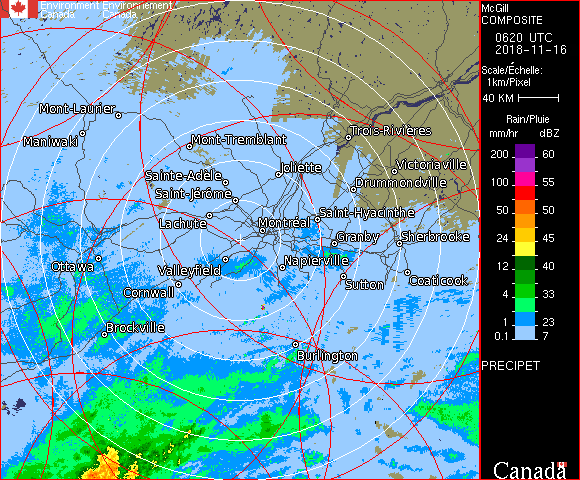 Environment Environnement
Canada Canada
McGill
COMPOSITE
0620 UTC
2018-11-16
Scale/Échelle:
1km/Pixel
40 KM
Rain/Pluie
mm/hr dBZ
200 60
100 55
50 50
24 45
12 40
4 33
1 23
0.1 7
PRECIPET
Canada
Mont-Laurier
Maniwaki
Mont-Tremblant
Trois-Rivières
Joliette
Victoriaville
Sainte-Adèle
Drummondville
Saint-Jérôme
Saint-Hyacinthe
Lachute
Montréal
Granby
Sherbrooke
Ottawa
Valleyfield
Napierville
Cornwall
Sutton
Coaticook
Brockville
Burlington